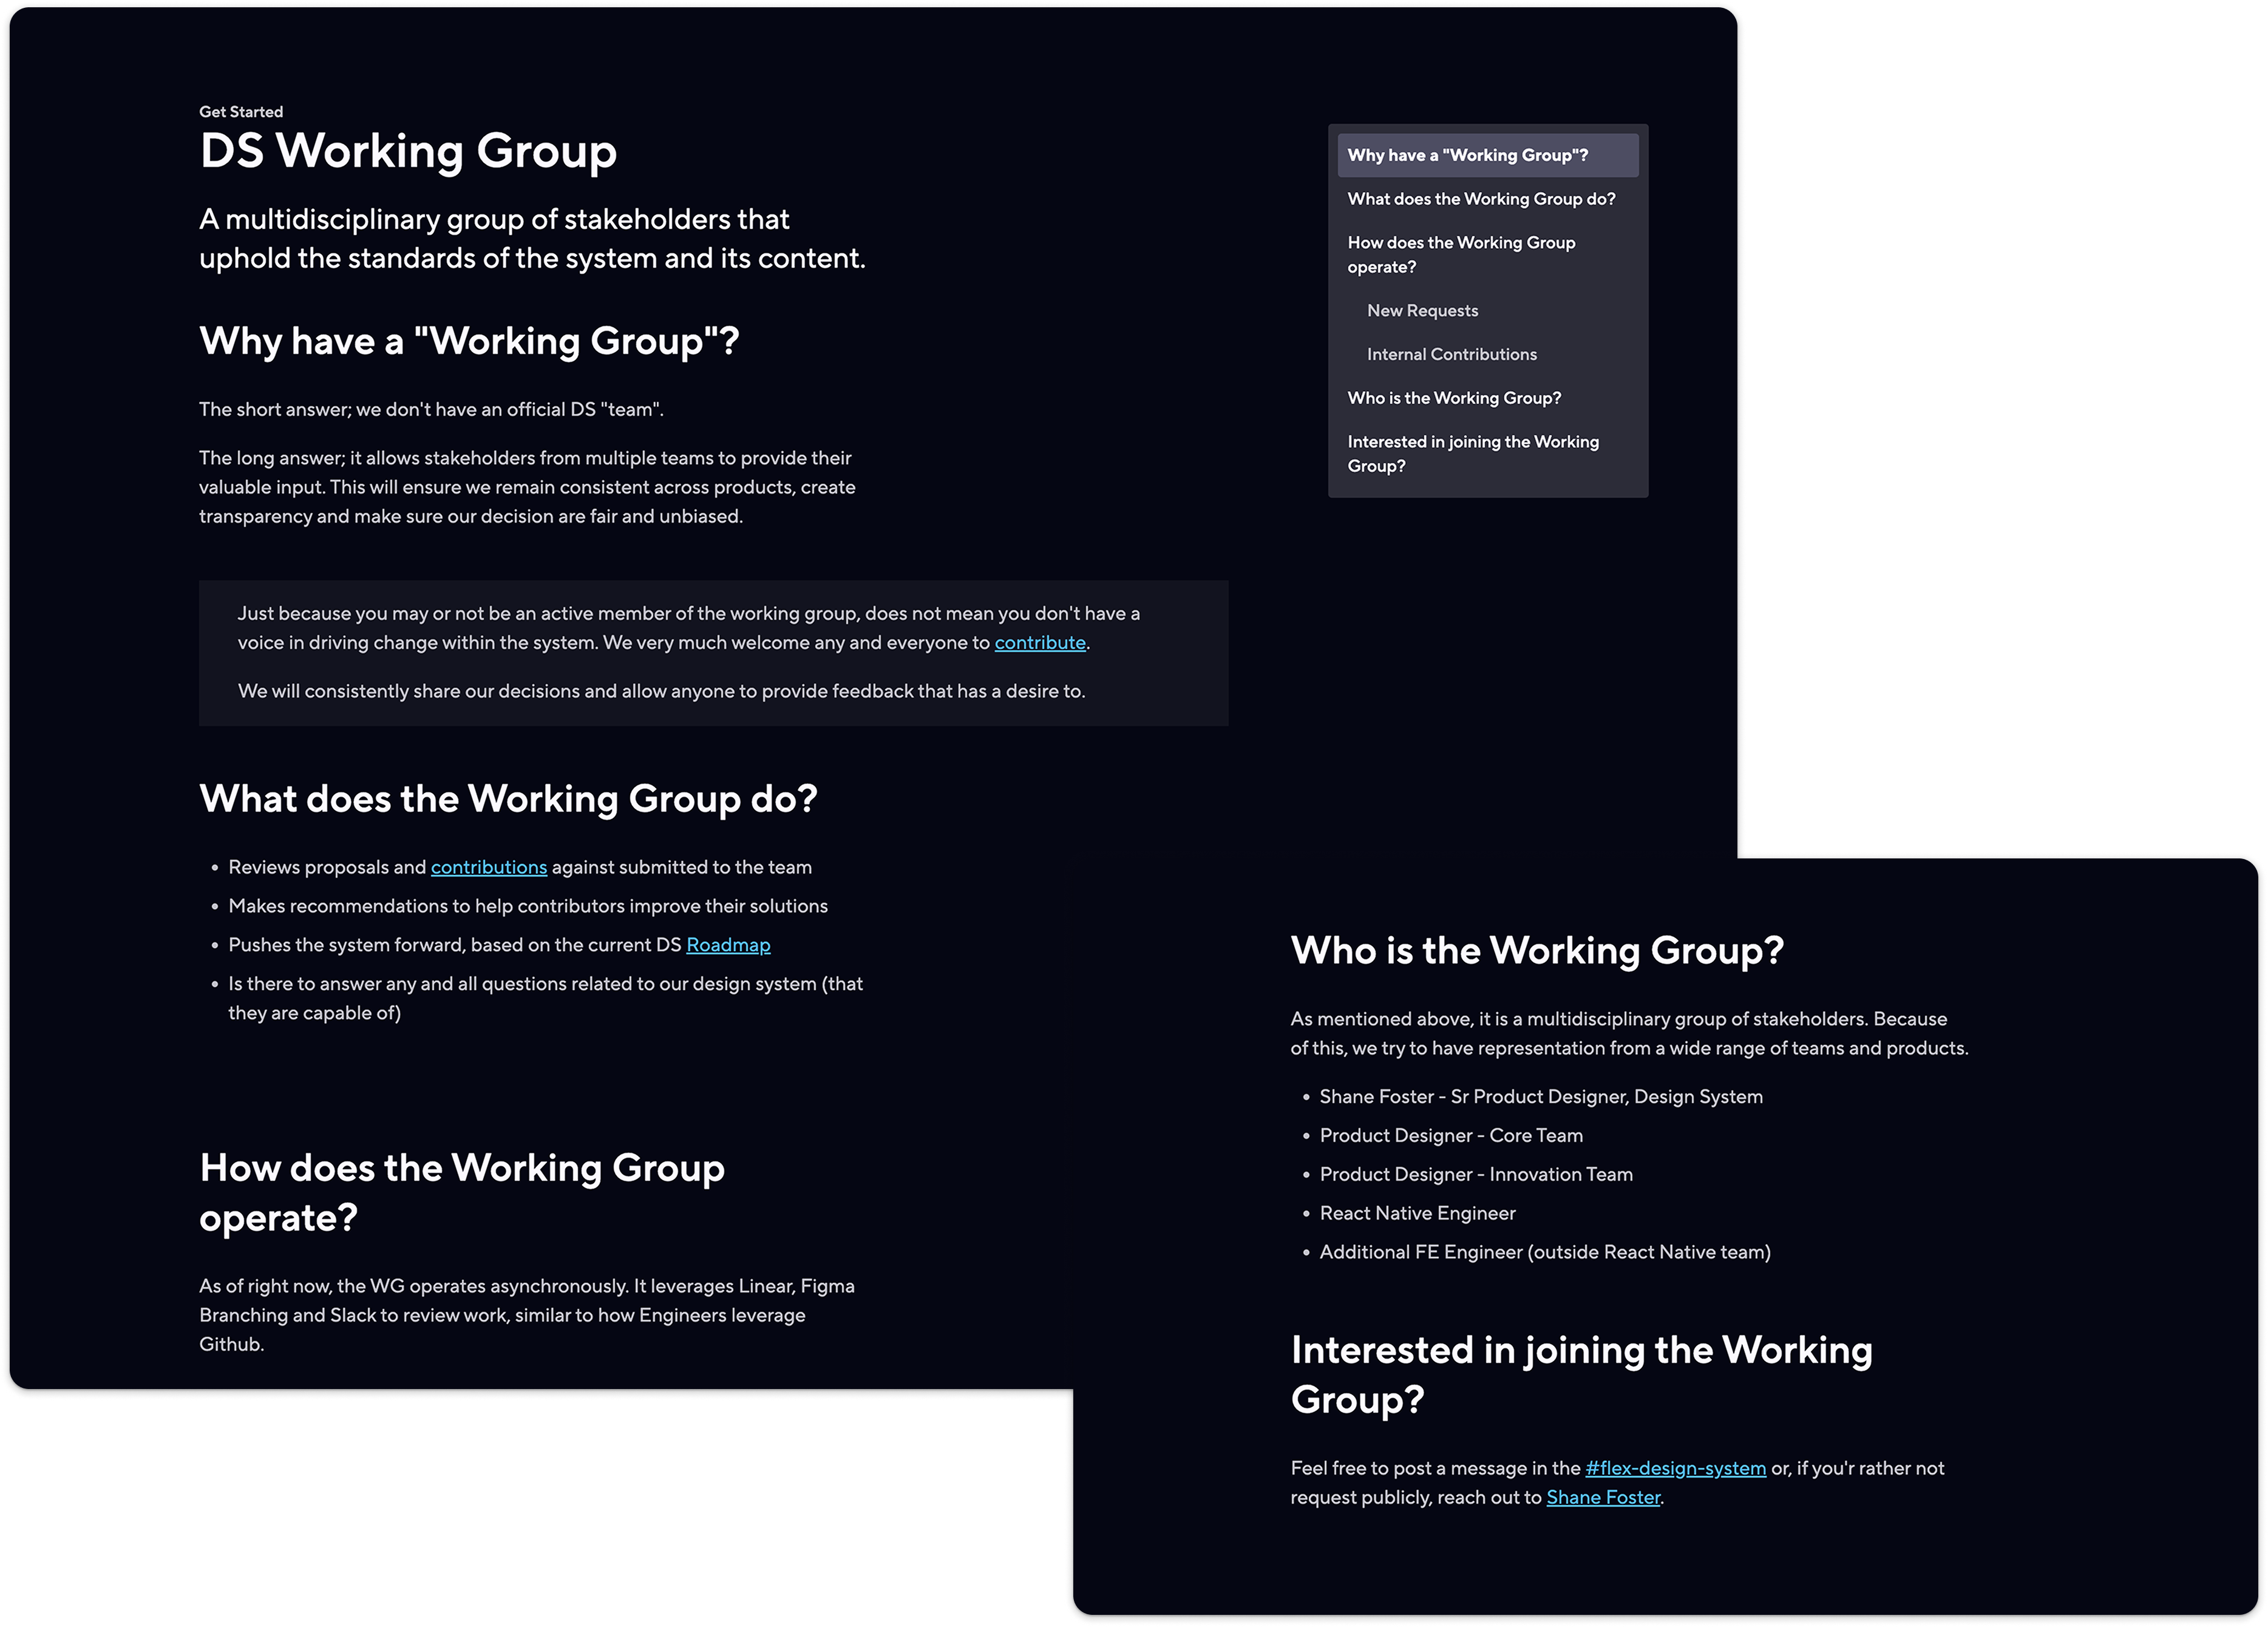 Get Started
DS Working Group
A multidisciplinary group of stakeholders that
uphold the standards of the system and its content.
Why have a "Working Group"?
The short answer; we don't have an official DS "team".
The long answer; it allows stakeholders from multiple teams to provide their
valuable input. This will ensure we remain consistent across products, create
transparency and make sure our decision are fair and unbiased.
Just because you may or not be an active member of the working group, does not mean you don't have a
voice in driving change within the system. We very much welcome any and everyone to contribute.
We will consistently share our decisions and allow anyone to provide feedback that has a desire to.
What does the Working Group do?
• Reviews proposals and contributions against submitted to the team
• Makes recommendations to help contributors improve their solutions
• Pushes the system forward, based on the current DS Roadmap
• Is there to answer any and all questions related to our design system (that
they are capable of)
How does the Working Group
operate?
As of right now, the WG operates asynchronously. It leverages Linear, Figma
Branching and Slack to review work, similar to how Engineers leverage
Github.
Why have a "Working Group"?
What does the Working Group do?
How does the Working Group
operate?
New Requests
Internal Contributions
Who is the Working Group?
Interested in joining the Working
Group?
Who is the Working Group?
As mentioned above, it is a multidisciplinary group of stakeholders. Because
of this, we try to have representation from a wide range of teams and products.
• Shane Foster - Sr Product Designer, Design System
• Product Designer - Core Team
• Product Designer - Innovation Team
• React Native Engineer
• Additional FE Engineer (outside React Native team)
Interested in joining the Working
Group?
Feel free to post a message in the #flex-design-system or, if you'r rather not
request publicly, reach out to Shane Foster.